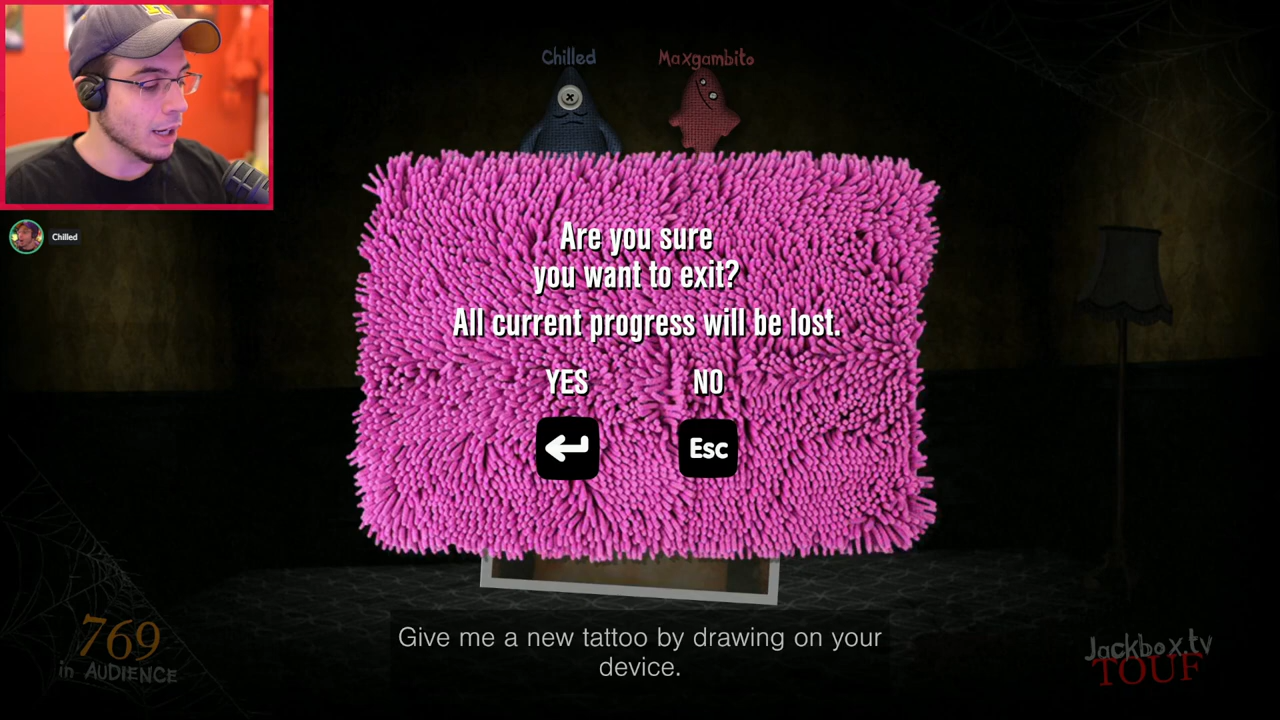 Chilled
Maxgambito
Chilled
Are you sure
you want to exit?
All current progress will be lost.
YES
NO
Esc
Give me a new tattoo by drawing on your
device.
769
in AUDIENCE
Jackbox.tv
TOUF